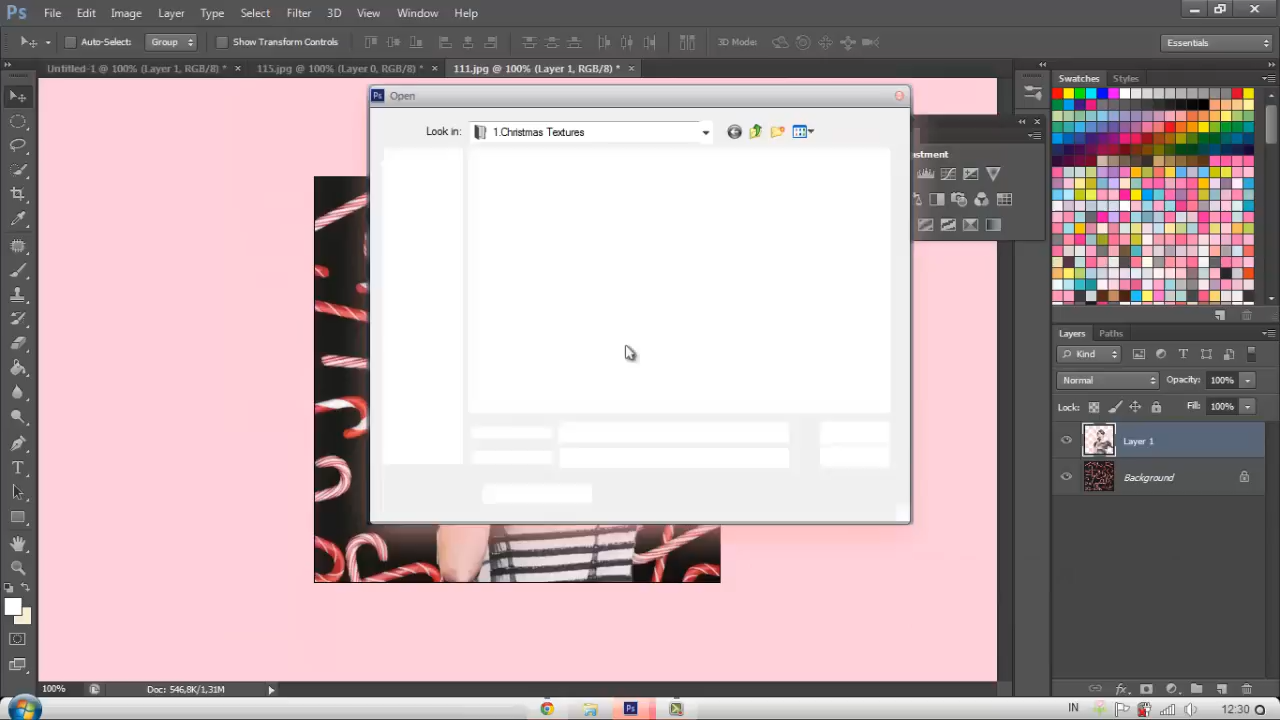 Ps File Edit Image Layer Type Select Filter 3D View Window Help
Auto-Select: Group Show Transform Controls 3D Mode: Essentials
Untitled-1 @ 100% (Layer 1, RGB/8) * × 115.jpg @ 100% (Layer 0, RGB/8) * × 111.jpg @ 100% (Layer 1, RGB/8) * ×
Swatches Styles
Ps Open
Look in: 1.Christmas Textures
ustment
Layers Paths
Kind
Normal Opacity: 100%
Lock: Fill: 100%
Layer 1
Background
100% Doc: 546,8K/1,31M
Ps IN 12:30